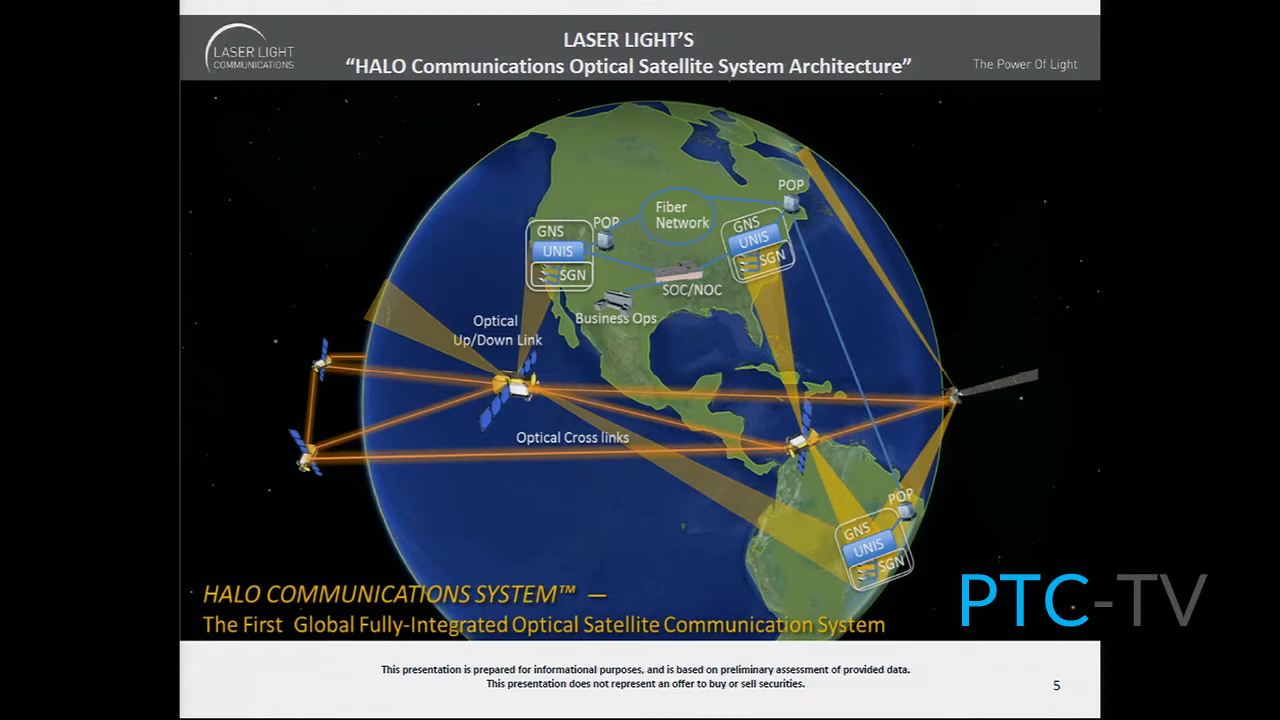 LASER LIGHT
COMMUNICATIONS
LASER LIGHT'S
“HALO Communications Optical Satellite System Architecture”
The Power Of Light
POP
Fiber
Network
POP
GNS
UNIS
SGN
GNS
UNIS
SGN
SOC/NOC
Business Ops
Optical
Up/Down Link
Optical Cross links
POP
GNS
UNIS
SGN
HALO COMMUNICATIONS SYSTEM™ —
The First Global Fully-Integrated Optical Satellite Communication System
PTC-TV
This presentation is prepared for informational purposes, and is based on preliminary assessment of provided data.
This presentation does not represent an offer to buy or sell securities.
5